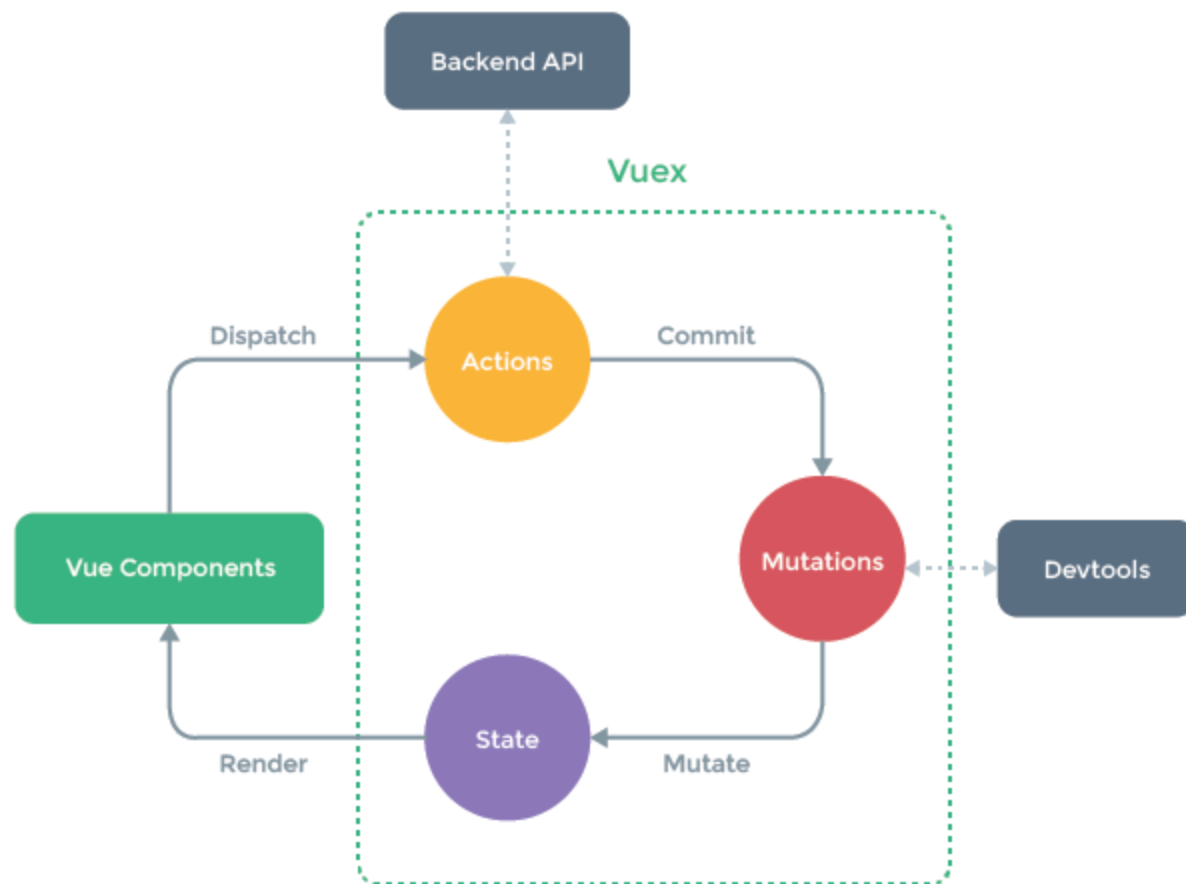 Backend API
Vuex
Dispatch
Commit
Actions
Vue Components
Mutations
Devtools
State
Render
Mutate